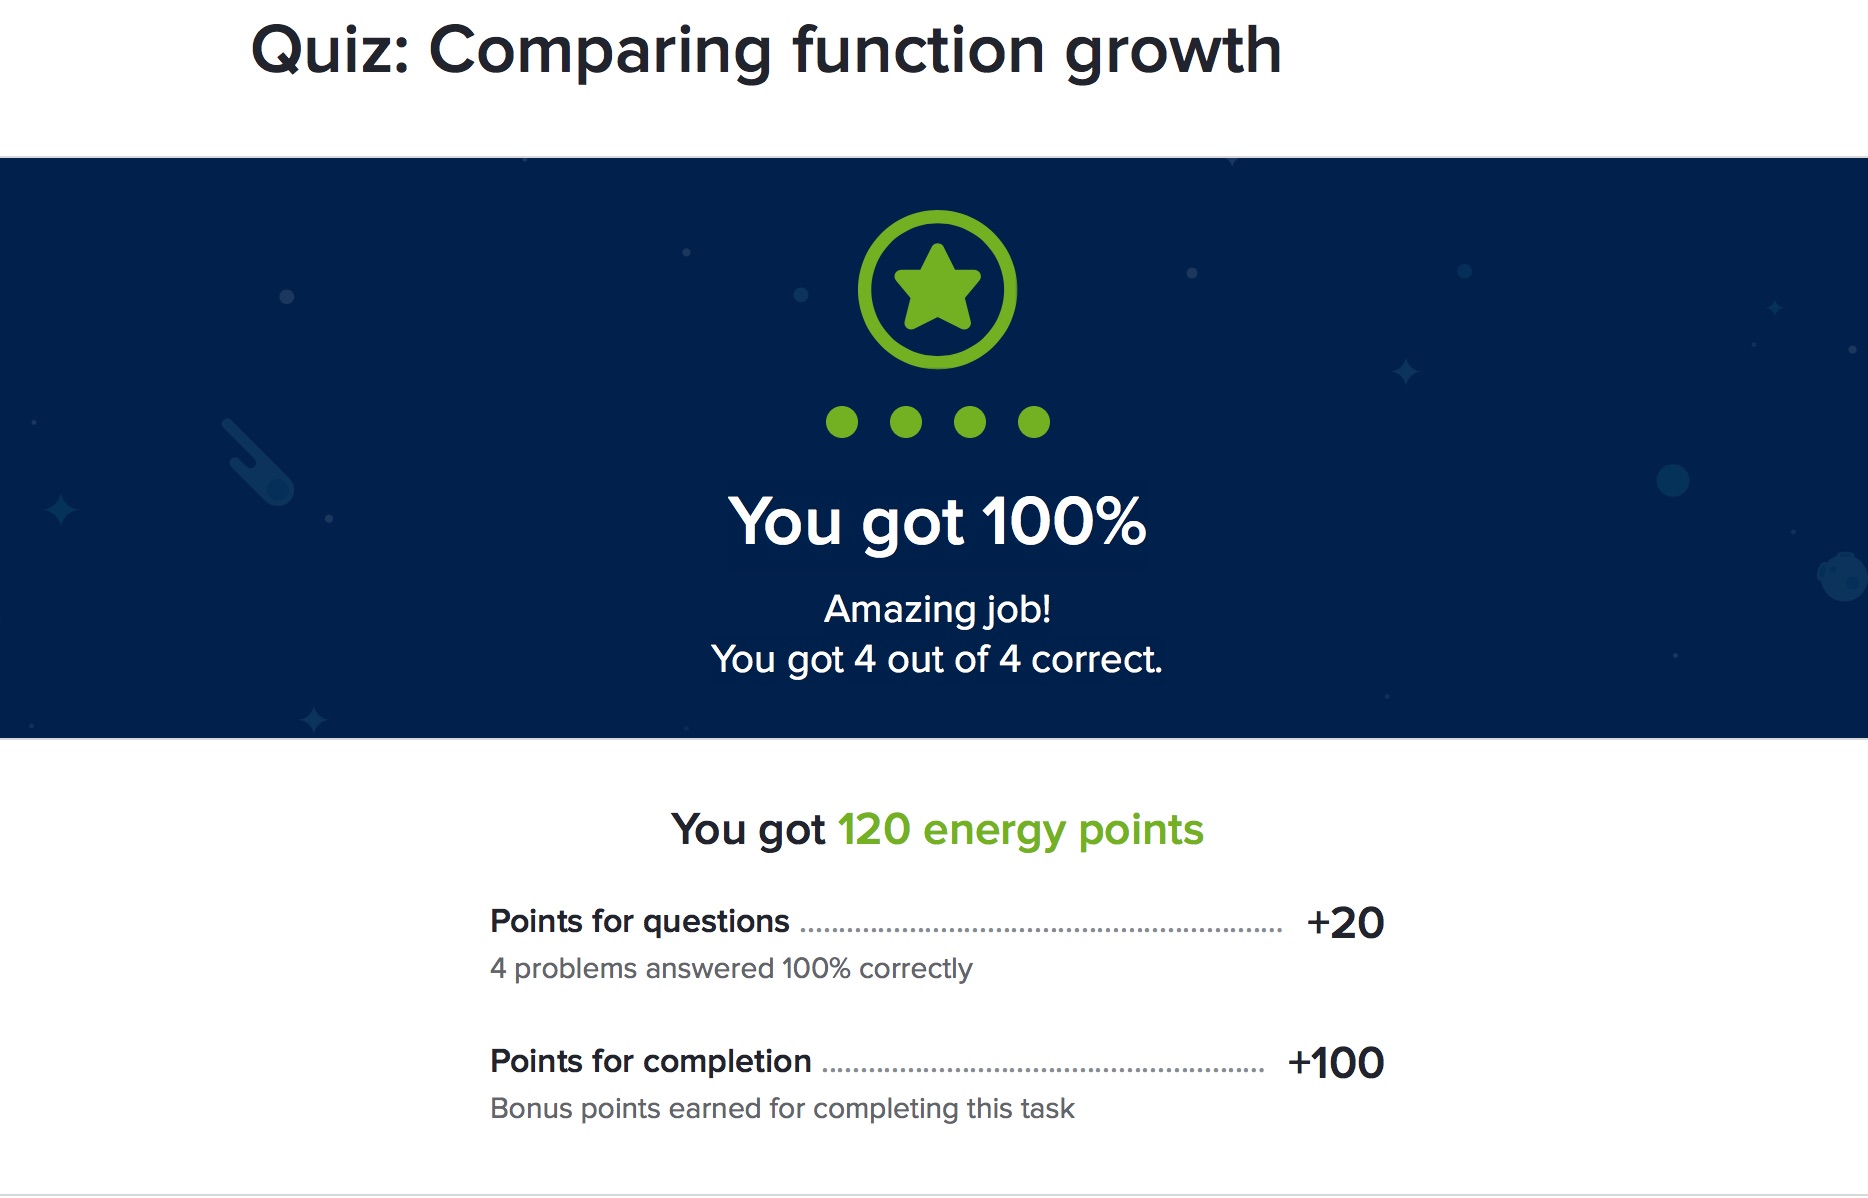 Quiz: Comparing function growth
You got 100%
Amazing job!
You got 4 out of 4 correct.
You got 120 energy points
Points for questions +20
4 problems answered 100% correctly
Points for completion +100
Bonus points earned for completing this task